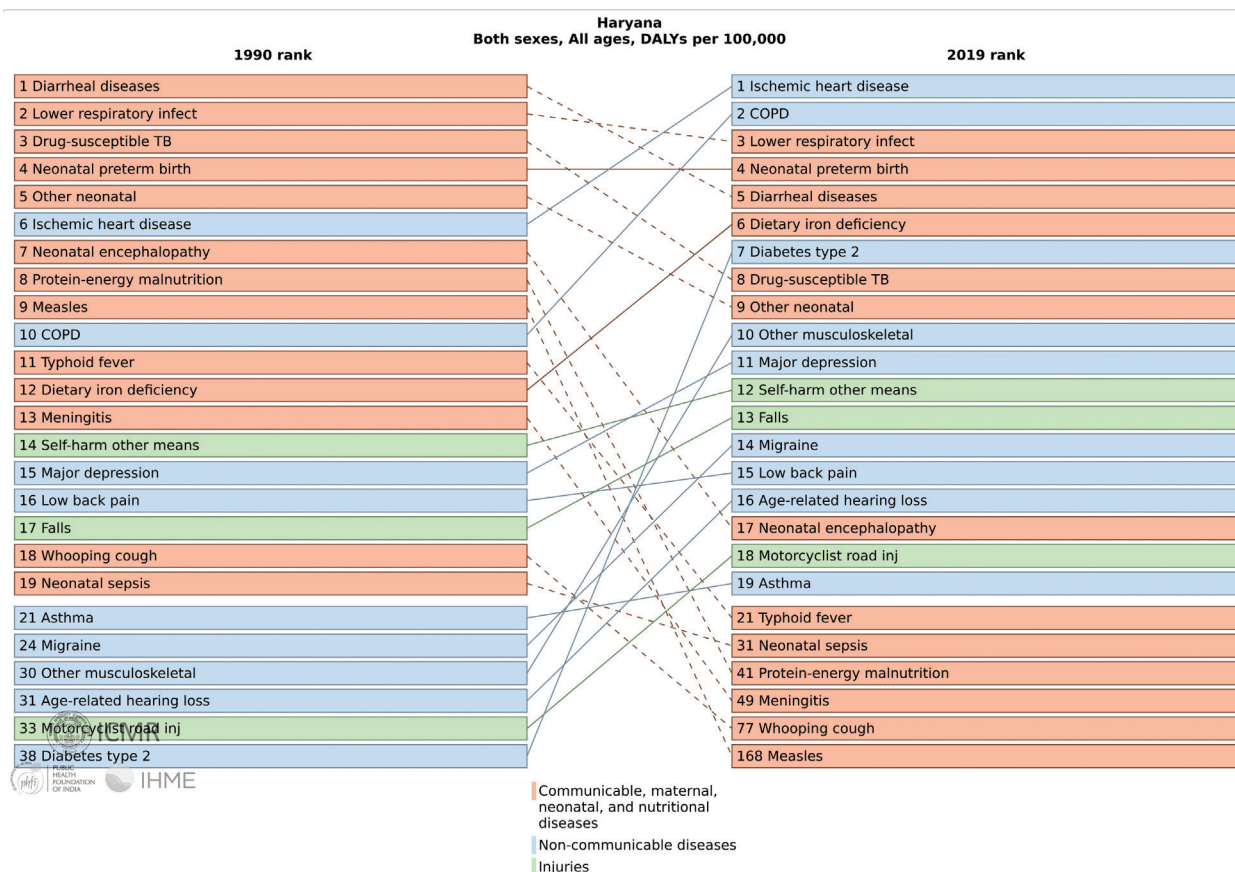 Haryana
Both sexes, All ages, DALYs per 100,000
1990 rank
2019 rank
1 Diarrheal diseases
2 Lower respiratory infect
3 Drug-susceptible TB
4 Neonatal preterm birth
5 Other neonatal
6 Ischemic heart disease
7 Neonatal encephalopathy
8 Protein-energy malnutrition
9 Measles
10 COPD
11 Typhoid fever
12 Dietary iron deficiency
13 Meningitis
14 Self-harm other means
15 Major depression
16 Low back pain
17 Falls
18 Whooping cough
19 Neonatal sepsis
21 Asthma
24 Migraine
30 Other musculoskeletal
31 Age-related hearing loss
33 Motorcyclist road inj
38 Diabetes type 2
1 Ischemic heart disease
2 COPD
3 Lower respiratory infect
4 Neonatal preterm birth
5 Diarrheal diseases
6 Dietary iron deficiency
7 Diabetes type 2
8 Drug-susceptible TB
9 Other neonatal
10 Other musculoskeletal
11 Major depression
12 Self-harm other means
13 Falls
14 Migraine
15 Low back pain
16 Age-related hearing loss
17 Neonatal encephalopathy
18 Motorcyclist road inj
19 Asthma
21 Typhoid fever
31 Neonatal sepsis
41 Protein-energy malnutrition
49 Meningitis
77 Whooping cough
168 Measles
ICMR
phfi
PUBLIC
HEALTH
FOUNDATION
OF INDIA
IHME
Communicable, maternal,
neonatal, and nutritional
diseases
Non-communicable diseases
Injuries